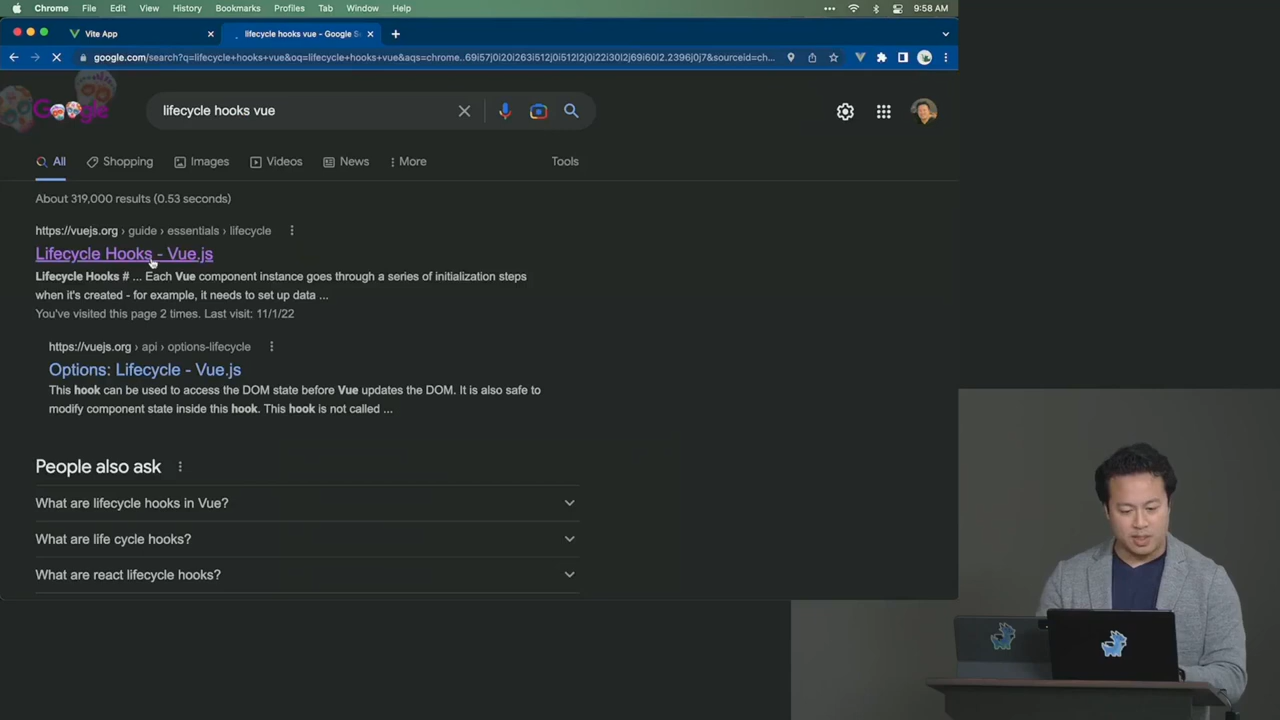 Chrome File Edit View History Bookmarks Profiles Tab Window Help 9:58 AM
Vite App lifecycle hooks vue - Google S
google.com/search?q=lifecycle+hooks+vue&oq=lifecycle+hooks+vue&aqs=chrome..69i57j0i20i263i512j0i512l2j0i22i30l2j69i60l2.2396j0j7&sourceid=ch...
Google
lifecycle hooks vue
All Shopping Images Videos News More Tools
About 319,000 results (0.53 seconds)
https://vuejs.org › guide › essentials › lifecycle
Lifecycle Hooks - Vue.js
Lifecycle Hooks # ... Each Vue component instance goes through a series of initialization steps
when it's created - for example, it needs to set up data ...
You've visited this page 2 times. Last visit: 11/1/22
https://vuejs.org › api › options-lifecycle
Options: Lifecycle - Vue.js
This hook can be used to access the DOM state before Vue updates the DOM. It is also safe to
modify component state inside this hook. This hook is not called ...
People also ask
What are lifecycle hooks in Vue?
What are life cycle hooks?
What are react lifecycle hooks?